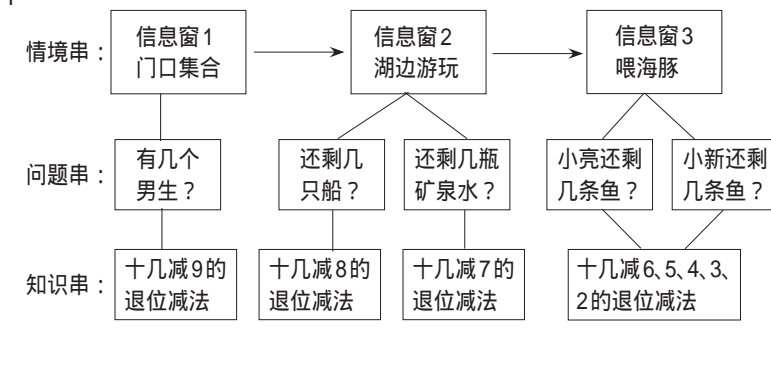 情境串：
信息窗1
门口集合
信息窗2
湖边游玩
信息窗3
喂海豚
问题串：
有几个
男生？
还剩几
只船？
还剩几瓶
矿泉水？
小亮还剩
几条鱼？
小新还剩
几条鱼？
知识串：
十几减9的
退位减法
十几减8的
退位减法
十几减7的
退位减法
十几减6、5、4、3、
2的退位减法